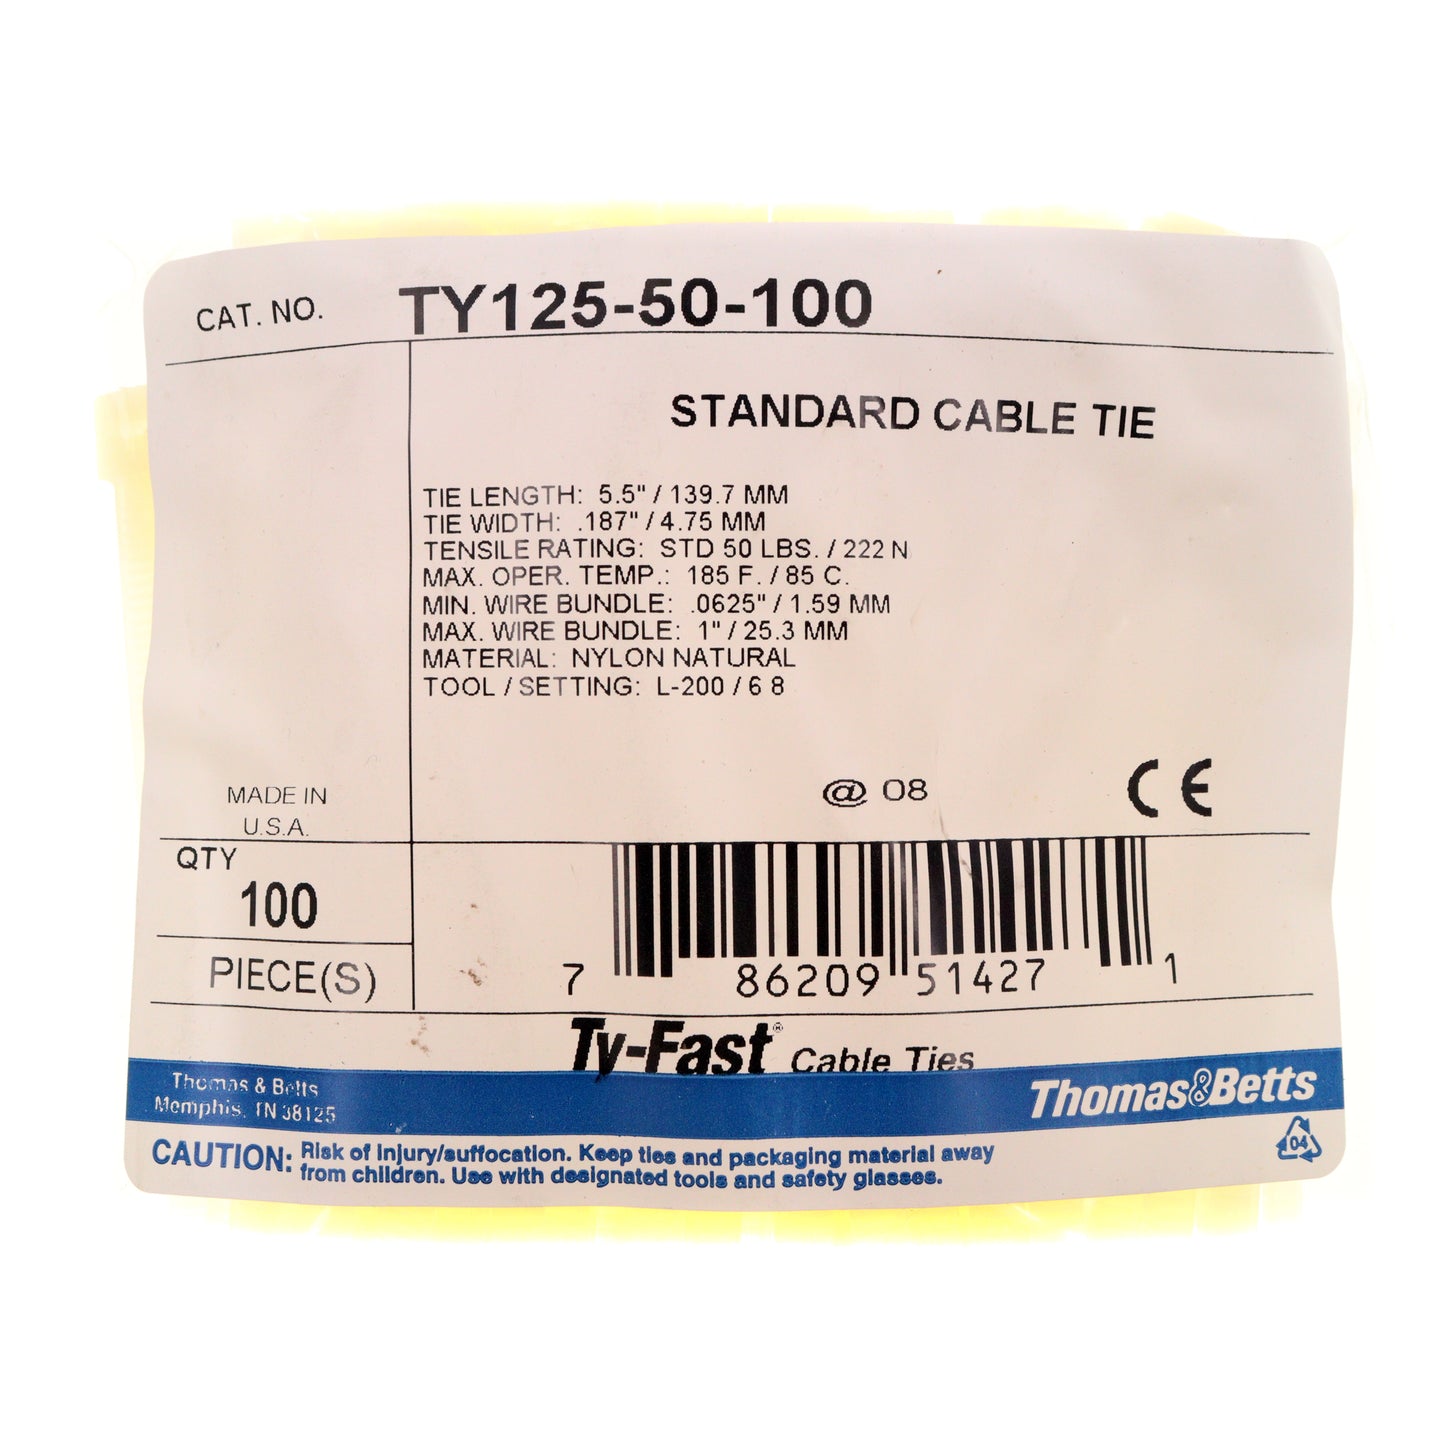 CAT. NO. TY125-50-100
STANDARD CABLE TIE
TIE LENGTH: 5.5" / 139.7 MM
TIE WIDTH: .187" / 4.75 MM
TENSILE RATING: STD 50 LBS. / 222 N
MAX. OPER. TEMP.: 185 F. / 85 C.
MIN. WIRE BUNDLE: .0625" / 1.59 MM
MAX. WIRE BUNDLE: 1" / 25.3 MM
MATERIAL: NYLON NATURAL
TOOL / SETTING: L-200 / 6 8
MADE IN
U.S.A.
@ 08
CE
QTY
100
PIECE(S)
7 86209 51427 1
Ty-Fast® Cable Ties
Thomas & Betts
Memphis, TN 38125
Thomas&Betts
CAUTION: Risk of injury/suffocation. Keep ties and packaging material away
from children. Use with designated tools and safety glasses.
04